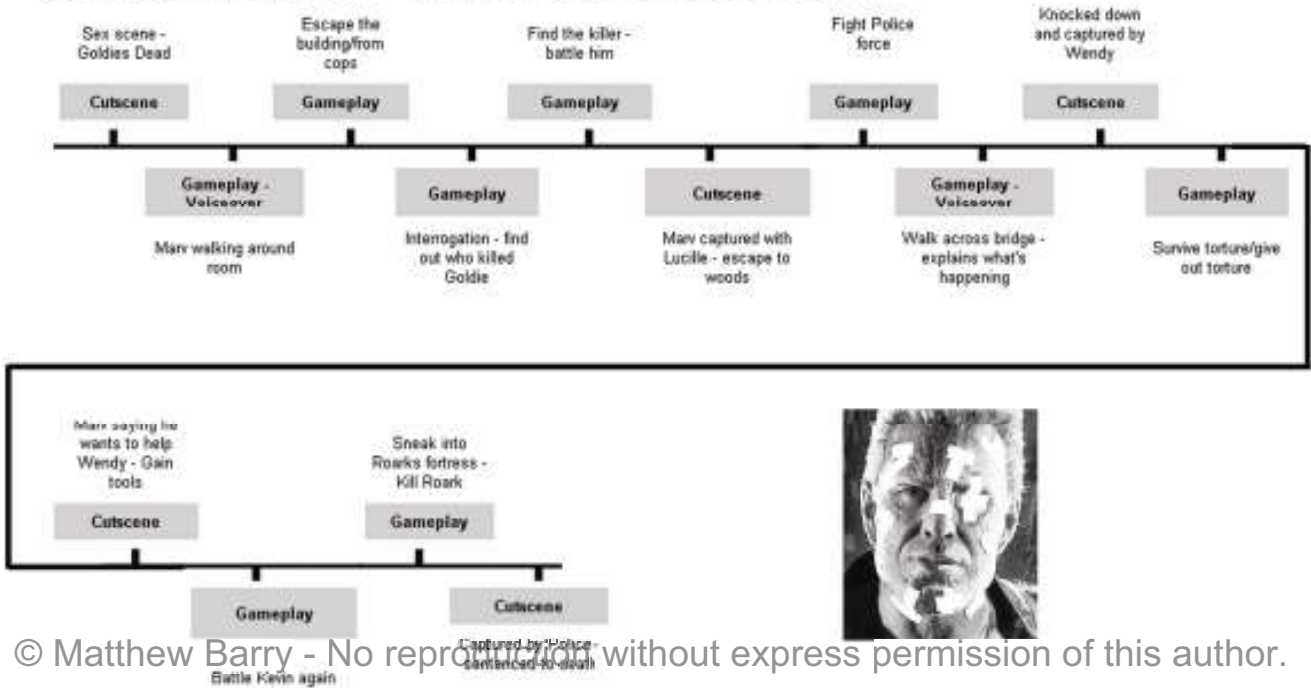 Sex scene -
Goldies Dead
Cutscene
Gameplay -
Voiceover
Marv walking around
room
Escape the
building/from
cops
Gameplay
Gameplay
Interrogation - find
out who killed
Goldie
Find the killer -
battle him
Gameplay
Cutscene
Marv captured with
Lucille - escape to
woods
Fight Police
force
Gameplay
Gameplay -
Voiceover
Walk across bridge -
explains what's
happening
Knocked down
and captured by
Wendy
Cutscene
Gameplay
Survive torture/give
out torture
Marv saying he
wants to help
Wendy - Gain
tools
Cutscene
Gameplay
Battle Kevin again
Sneak into
Roarks fortress -
Kill Roark
Gameplay
Cutscene
Captured by Police -
sentenced to death
© Matthew Barry - No reproduction without express permission of this author.